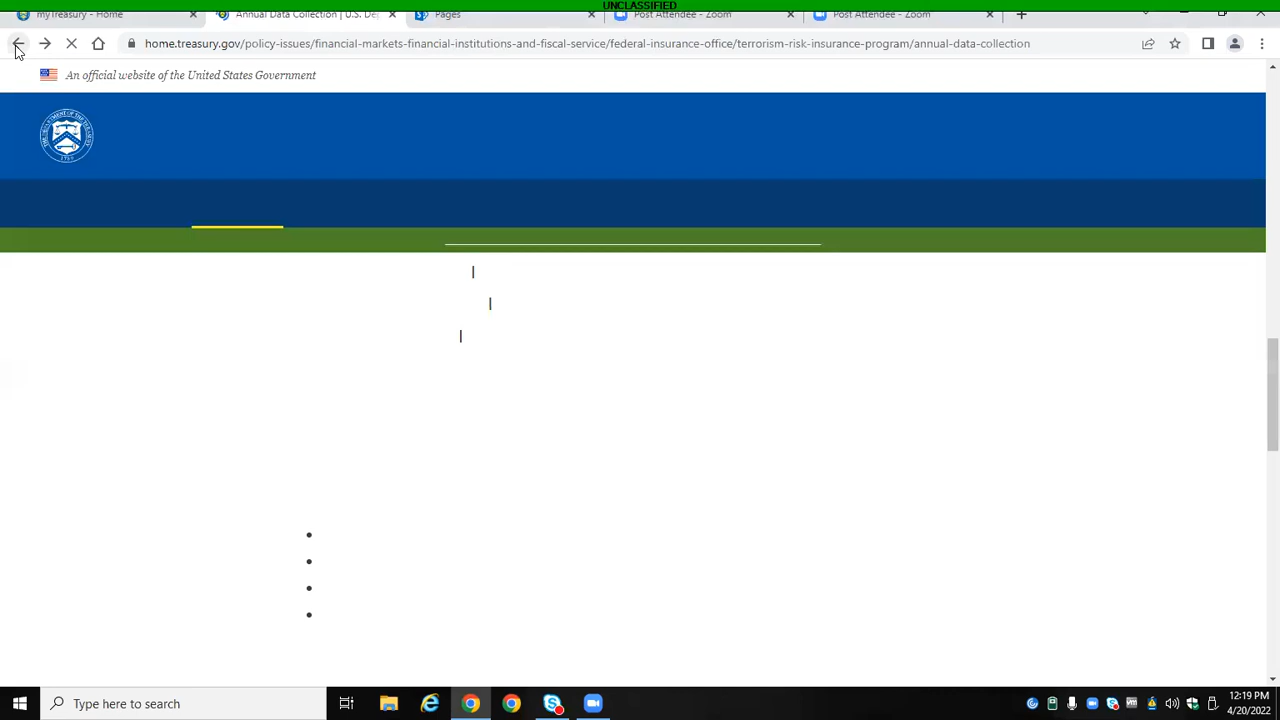 UNCLASSIFIED
myTreasury - Home
Annual Data Collection | U.S. De
Pages
Post Attendee - Zoom
Post Attendee - Zoom
home.treasury.gov/policy-issues/financial-markets-financial-institutions-and-fiscal-service/federal-insurance-office/terrorism-risk-insurance-program/annual-data-collection
An official website of the United States Government
Type here to search
12:19 PM
4/20/2022